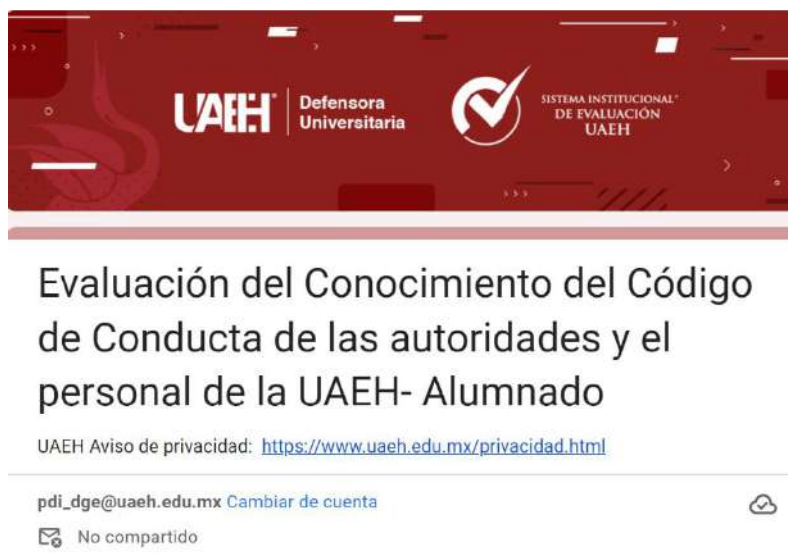 UAEH
Defensora
Universitaria
SISTEMA INSTITUCIONAL
DE EVALUACIÓN
UAEH
Evaluación del Conocimiento del Código
de Conducta de las autoridades y el
personal de la UAEH- Alumnado
UAEH Aviso de privacidad: https://www.uaeh.edu.mx/privacidad.html
pdi_dge@uaeh.edu.mx Cambiar de cuenta
No compartido